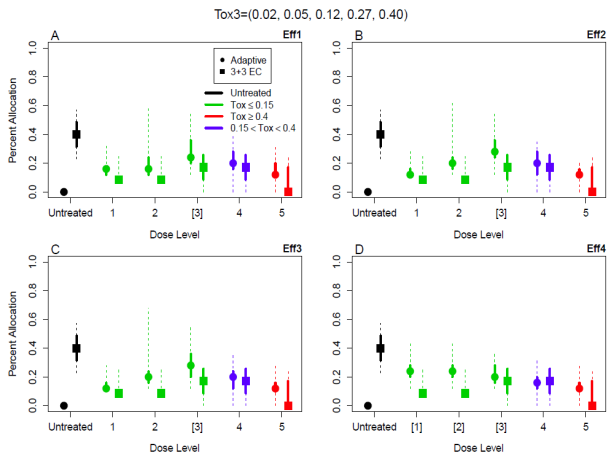 Tox3=(0.02, 0.05, 0.12, 0.27, 0.40)
A Eff1
Percent Allocation
1.0
0.8
0.6
0.4
0.2
0.0
Adaptive
3+3 EC
Untreated
Tox ≤ 0.15
Tox ≥ 0.4
0.15 < Tox < 0.4
Untreated 1 2 [3] 4 5
Dose Level
B Eff2
1.0
0.8
0.6
0.4
0.2
0.0
Untreated 1 2 [3] 4 5
Dose Level
C Eff3
Percent Allocation
1.0
0.8
0.6
0.4
0.2
0.0
Untreated 1 2 [3] 4 5
Dose Level
D Eff4
1.0
0.8
0.6
0.4
0.2
0.0
Untreated [1] [2] [3] 4 5
Dose Level